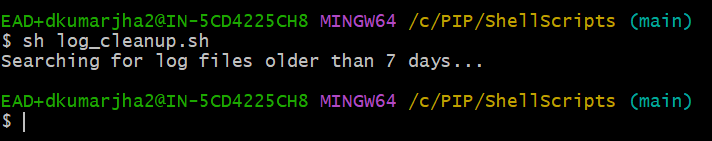 EAD+dkumarjha2@IN-5CD4225CH8 MINGW64 /c/PIP/ShellScripts (main)
$ sh log_cleanup.sh
Searching for log files older than 7 days...
EAD+dkumarjha2@IN-5CD4225CH8 MINGW64 /c/PIP/ShellScripts (main)
$